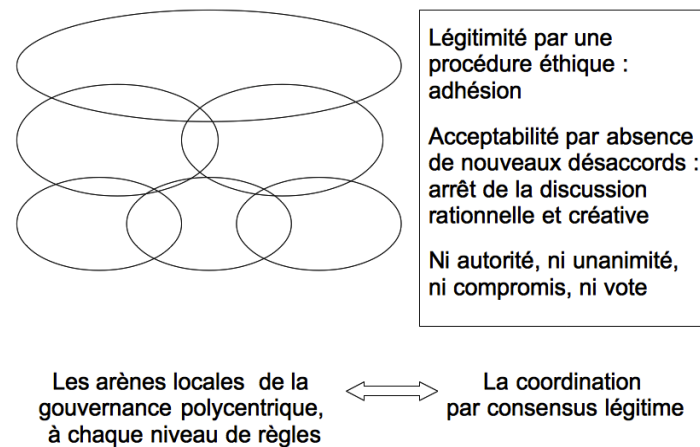 Légitimité par une
procédure éthique :
adhésion
Acceptabilité par absence
de nouveaux désaccords :
arrêt de la discussion
rationnelle et créative
Ni autorité, ni unanimité,
ni compromis, ni vote
Les arènes locales de la
gouvernance polycentrique,
à chaque niveau de règles
La coordination
par consensus légitime